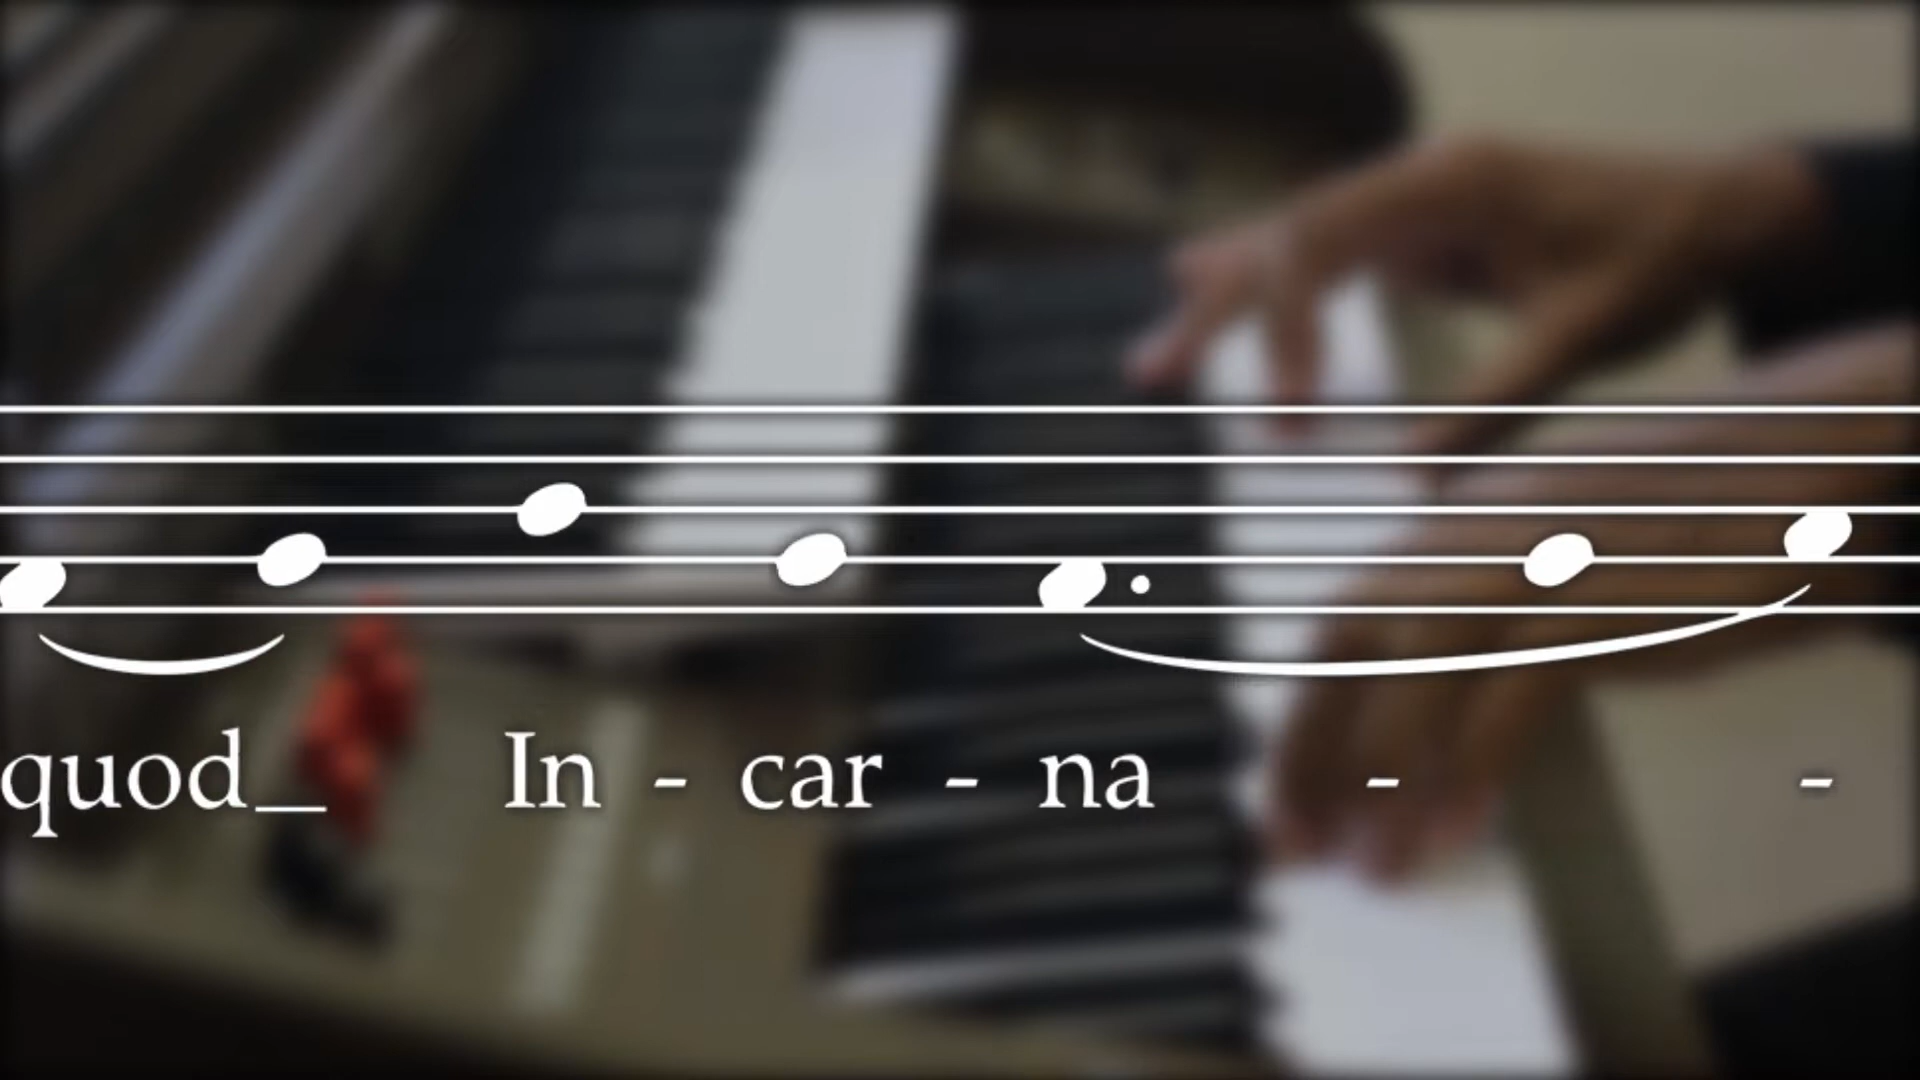 quod_ In - car - na - -